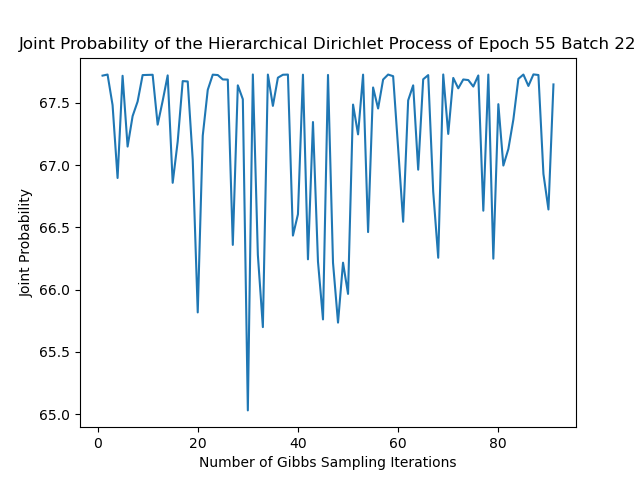 Joint Probability of the Hierarchical Dirichlet Process of Epoch 55 Batch 22
67.5
67.0
66.5
66.0
65.5
65.0
Joint Probability
0 20 40 60 80
Number of Gibbs Sampling Iterations